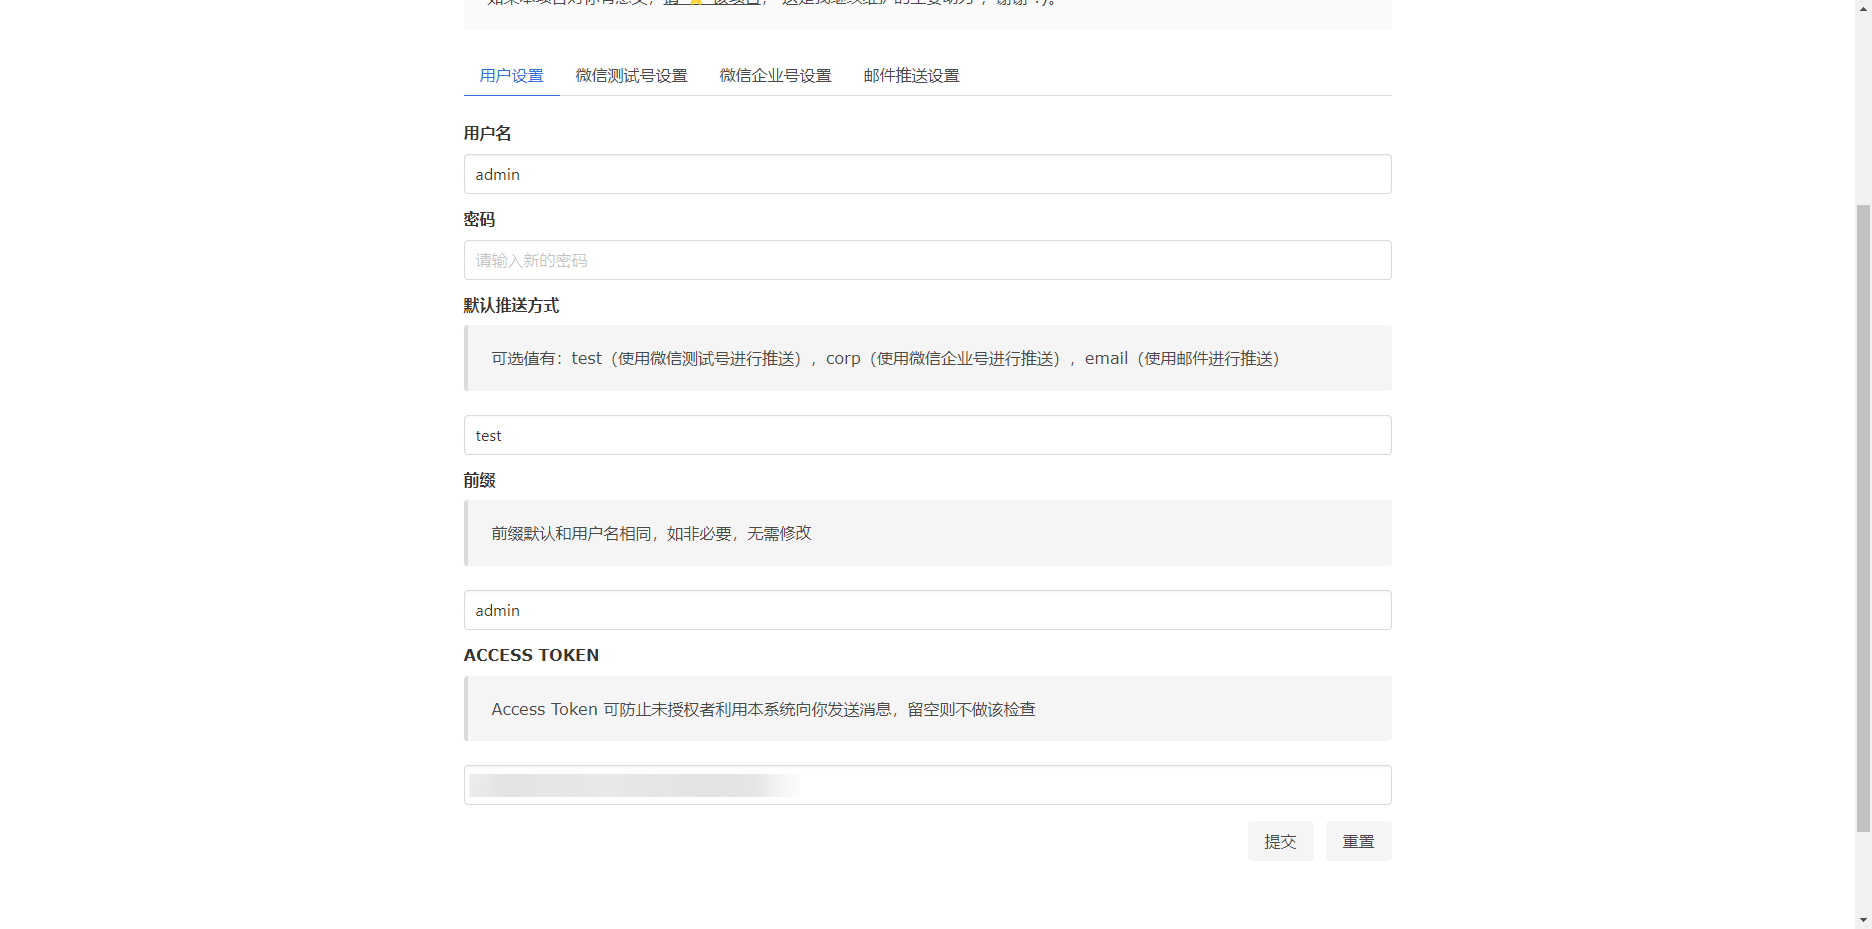 用户设置 微信测试号设置 微信企业号设置 邮件推送设置
用户名
admin
密码
请输入新的密码
默认推送方式
可选值有：test（使用微信测试号进行推送），corp（使用微信企业号进行推送），email（使用邮件进行推送）
test
前缀
前缀默认和用户名相同，如非必要，无需修改
admin
ACCESS TOKEN
Access Token 可防止未授权者利用本系统向你发送消息，留空则不做该检查
提交 重置